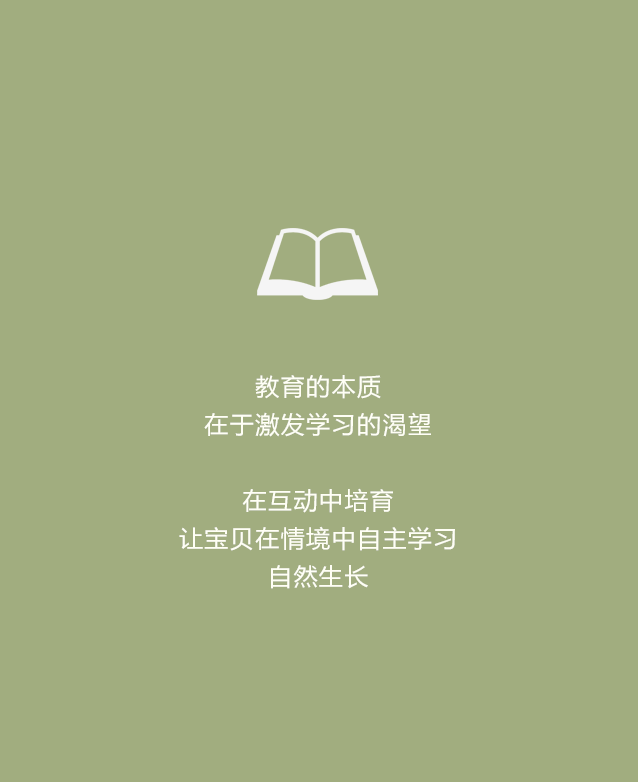 教育的本质
在于激发学习的渴望
在互动中培育
让宝贝在情境中自主学习
自然生长